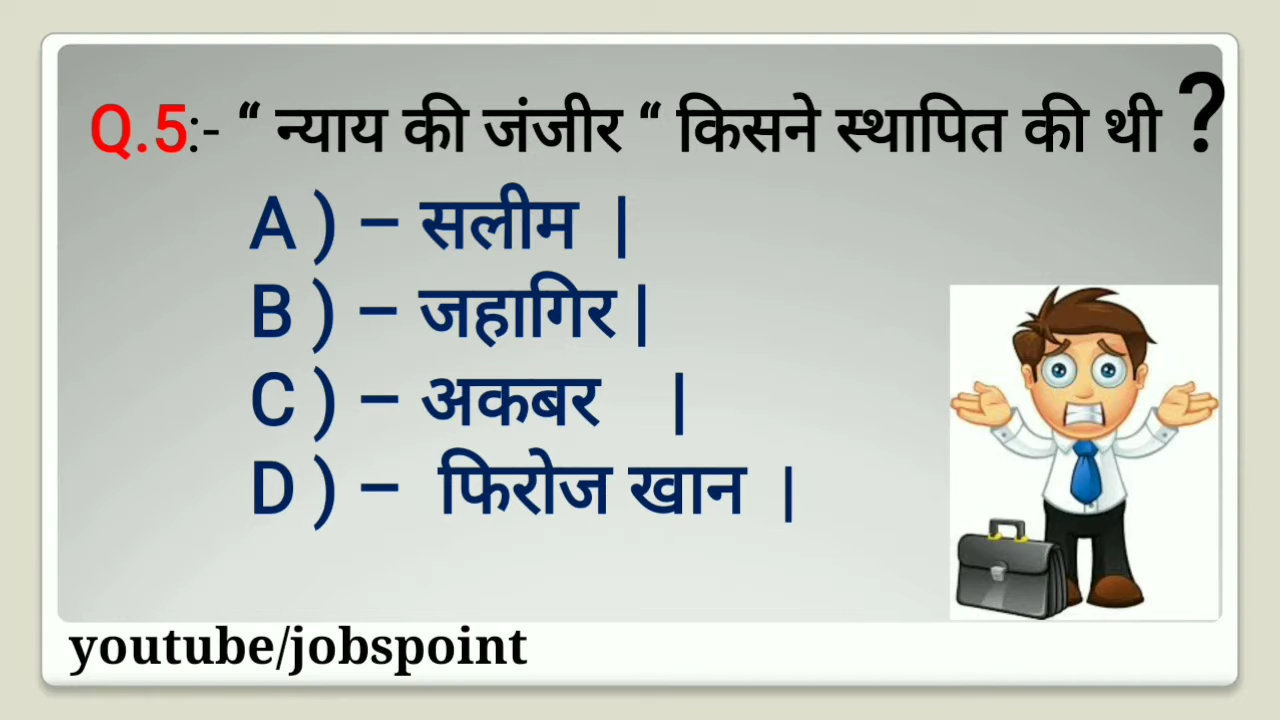 Q.5:- “ न्याय की जंजीर “ किसने स्थापित की थी ?
A ) – सलीम |
B ) – जहागिर |
C ) – अकबर |
D ) – फिरोज खान |
youtube/jobspoint